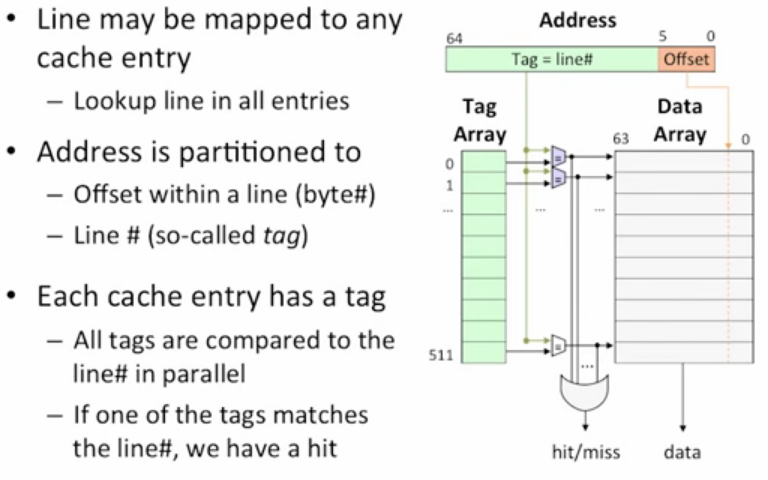 • Line may be mapped to any
cache entry
– Lookup line in all entries
• Address is partitioned to
– Offset within a line (byte#)
– Line # (so-called tag)
• Each cache entry has a tag
– All tags are compared to the
line# in parallel
– If one of the tags matches
the line#, we have a hit
Address
64 5 0
Tag = line# Offset
Tag
Array
Data
Array
63 0
0
1
...
511
=
=
=
...
...
...
hit/miss data